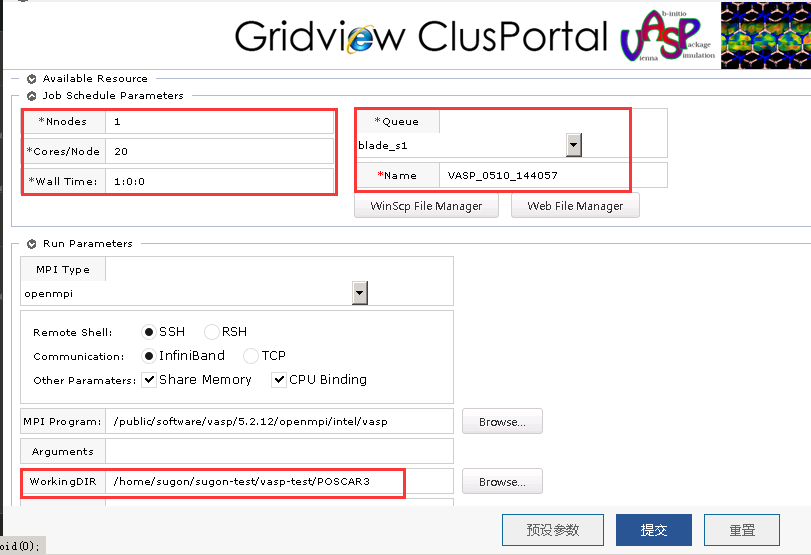 Gridview ClusPortal
VASP
ab-initio
Package
Vienna
Simulation
Available Resource
Job Schedule Parameters
*Nnodes 1
*Queue
blade_s1
*Cores/Node 20
*Wall Time: 1:0:0
*Name VASP_0510_144057
WinScp File Manager
Web File Manager
Run Parameters
MPI Type
openmpi
Remote Shell: SSH RSH
Communication: InfiniBand TCP
Other Paramaters: Share Memory CPU Binding
MPI Program: /public/software/vasp/5.2.12/openmpi/intel/vasp Browse...
Arguments
WorkingDIR /home/sugon/sugon-test/vasp-test/POSCAR3 Browse...
预设参数 提交 重置
oid(0);